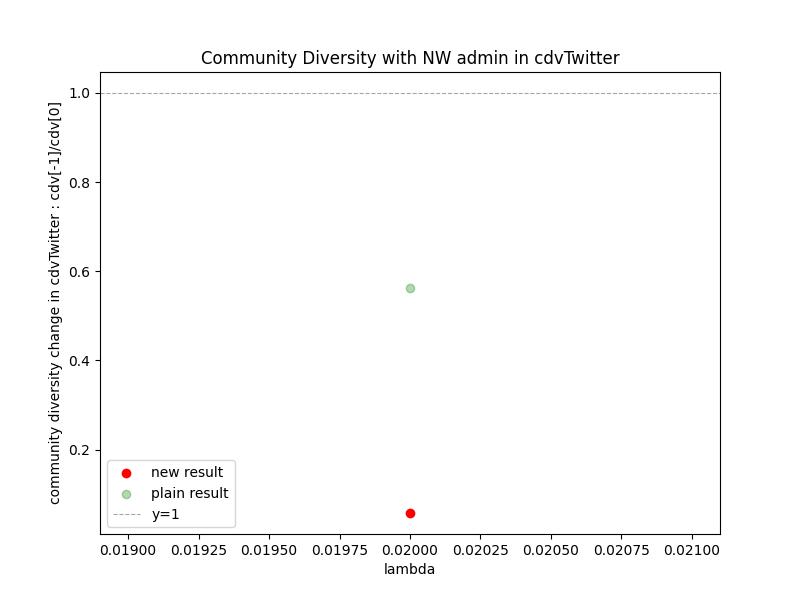 Community Diversity with NW admin in cdvTwitter
community diversity change in cdvTwitter : cdv[-1]/cdv[0]
1.0
0.8
0.6
0.4
0.2
new result
plain result
y=1
0.01900 0.01925 0.01950 0.01975 0.02000 0.02025 0.02050 0.02075 0.02100
lambda